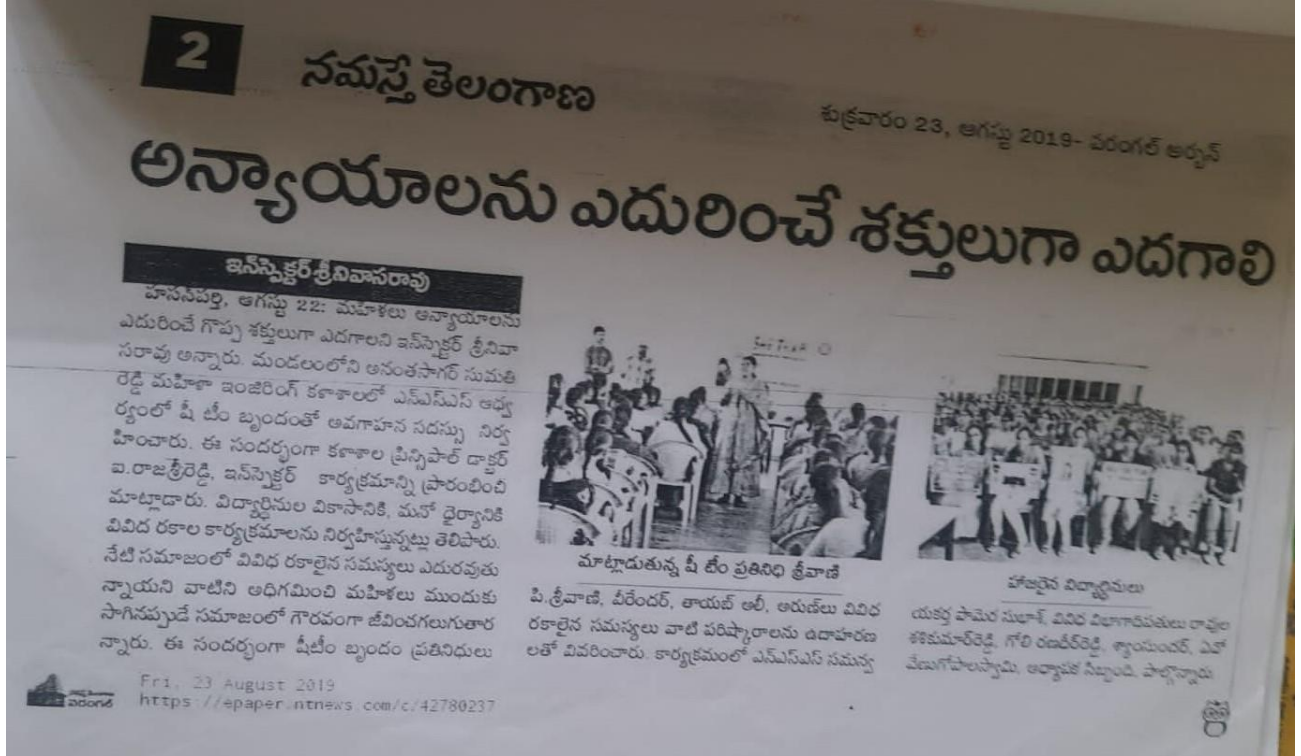 2
నమస్తే తెలంగాణ
శుక్రవారం 23, ఆగస్టు 2019- వరంగల్ అర్బన్
అన్యాయాలను ఎదురించే శక్తులుగా ఎదగాలి
ఇన్‌స్పెక్టర్ శ్రీనివాసరావు
హసన్‌పర్తి, ఆగస్టు 22: మహిళలు అన్యాయాలను
ఎదురించే గొప్ప శక్తులుగా ఎదగాలని ఇన్‌స్పెక్టర్ శ్రీనివా
సరావు అన్నారు. మండలంలోని అనంతసాగర్ సుమతి
రెడ్డి మహిళా ఇంజిరింగ్ కళాశాలలో ఎన్ఎస్ఎస్ ఆధ్వ
ర్యంలో షీ టీం బృందంతో అవగాహన సదస్సు నిర్వ
హించారు. ఈ సందర్భంగా కళాశాల ప్రిన్సిపాల్ డాక్టర్
ఐ.రాజశ్రీరెడ్డి, ఇన్‌స్పెక్టర్ కార్యక్రమాన్ని ప్రారంభించి
మాట్లాడారు. విద్యార్థినుల వికాసానికి, మనో ధైర్యానికి
వివిద రకాల కార్యక్రమాలను నిర్వహిస్తున్నట్లు తెలిపారు.
నేటి సమాజంలో వివిధ రకాలైన సమస్యలు ఎదురవుతు
న్నాయని వాటిని అధిగమించి మహిళలు ముందుకు
సాగినప్పుడే సమాజంలో గౌరవంగా జీవించగలుగుతార
న్నారు. ఈ సందర్భంగా షీటీం బృందం ప్రతినిధులు
మాట్లాడుతున్న షీ టీం ప్రతినిధి శ్రీవాణి
పి.శ్రీవాణి, వీరేందర్, తాయబ్ అలీ, అరుణ్‌లు వివిధ
రకాలైన సమస్యలు వాటి పరిష్కారాలను ఉదాహరణ
లతో వివరించారు. కార్యక్రమంలో ఎన్ఎస్ఎస్ సమన్వ
హాజరైన విద్యార్థినులు
యకర్త పామెర సుభాశ్, వివిధ విభాగాధిపతులు రావుల
శశికుమార్‌రెడ్డి, గోలి రణదీర్‌రెడ్డి, శ్యాంసుందర్, ఏవో
వేణుగోపాలస్వామి, అధ్యాపక సిబ్బంది, పాల్గొన్నారు.
వరంగల్
Fri, 23 August 2019
https://epaper.ntnews.com/c/42780237